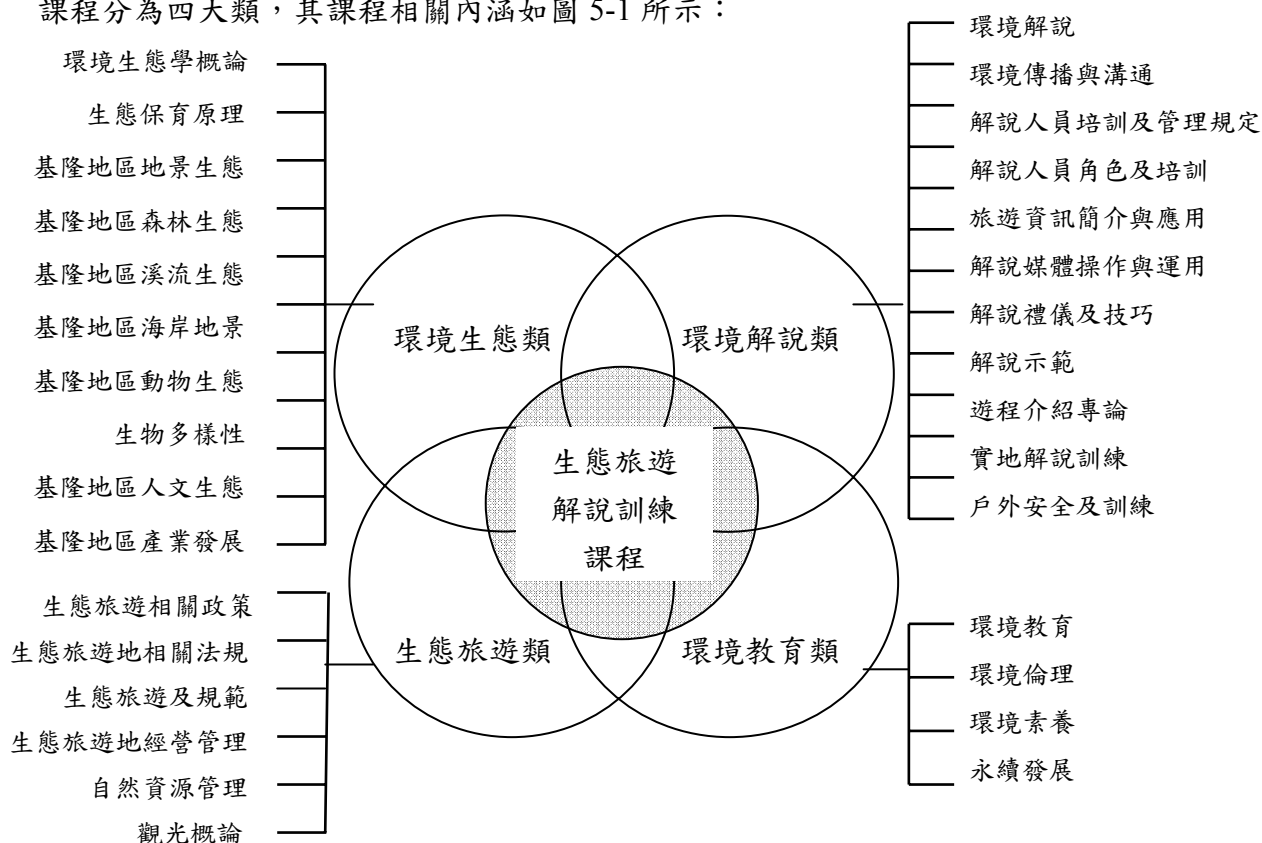 課程分為四大類，其課程相關內涵如圖 5-1 所示：
環境生態學概論
生態保育原理
基隆地區地景生態
基隆地區森林生態
基隆地區溪流生態
基隆地區海岸地景
基隆地區動物生態
生物多樣性
基隆地區人文生態
基隆地區產業發展
生態旅遊相關政策
生態旅遊地相關法規
生態旅遊及規範
生態旅遊地經營管理
自然資源管理
觀光概論
環境生態類
環境解說類
生態旅遊
解說訓練
課程
生態旅遊類
環境教育類
環境解說
環境傳播與溝通
解說人員培訓及管理規定
解說人員角色及培訓
旅遊資訊簡介與應用
解說媒體操作與運用
解說禮儀及技巧
解說示範
遊程介紹專論
實地解說訓練
戶外安全及訓練
環境教育
環境倫理
環境素養
永續發展